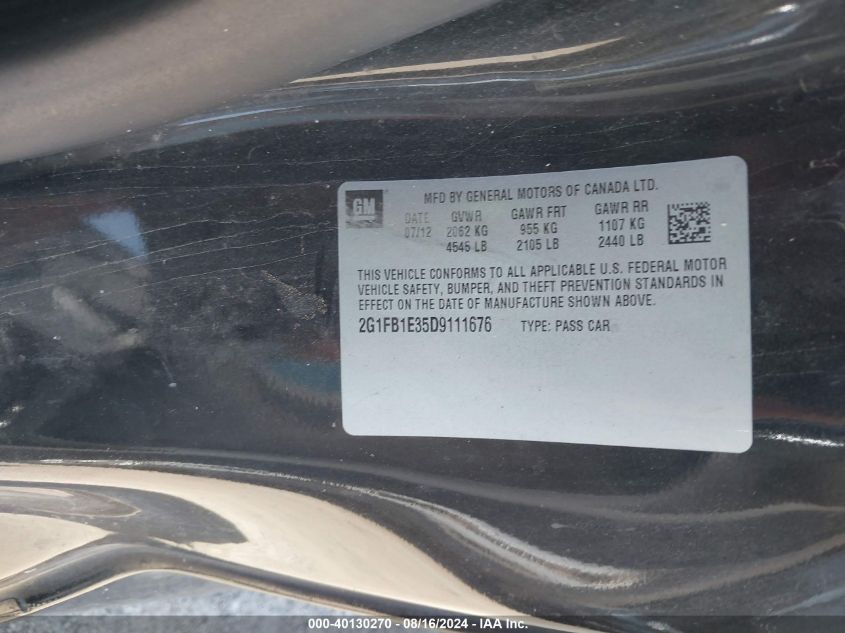 GM
MFD BY GENERAL MOTORS OF CANADA LTD.
DATE GVWR GAWR FRT GAWR RR
07/12 2062 KG 955 KG 1107 KG
4546 LB 2105 LB 2440 LB
THIS VEHICLE CONFORMS TO ALL APPLICABLE U.S. FEDERAL MOTOR
VEHICLE SAFETY, BUMPER, AND THEFT PREVENTION STANDARDS IN
EFFECT ON THE DATE OF MANUFACTURE SHOWN ABOVE.
2G1FB1E35D9111676 TYPE: PASS CAR
000-40130270 - 08/16/2024 - IAA Inc.